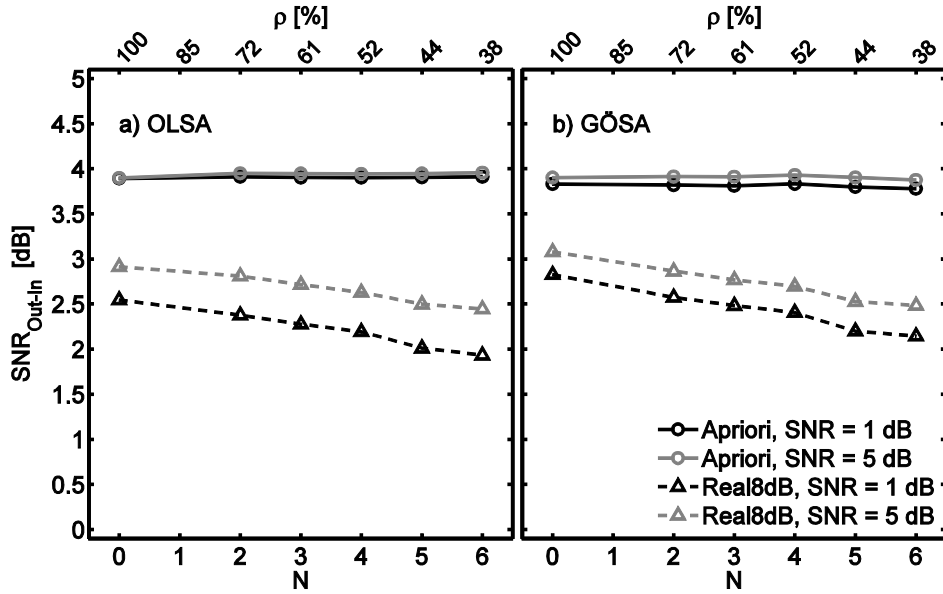 ρ [%]
ρ [%]
100 85 72 61 52 44 38
100 85 72 61 52 44 38
a) OLSA
b) GÖSA
5
4.5
4
3.5
3
2.5
2
1.5
1
0.5
0
SNR_Out-In [dB]
Apriori, SNR = 1 dB
Apriori, SNR = 5 dB
Real8dB, SNR = 1 dB
Real8dB, SNR = 5 dB
0 1 2 3 4 5 6
0 1 2 3 4 5 6
N
N